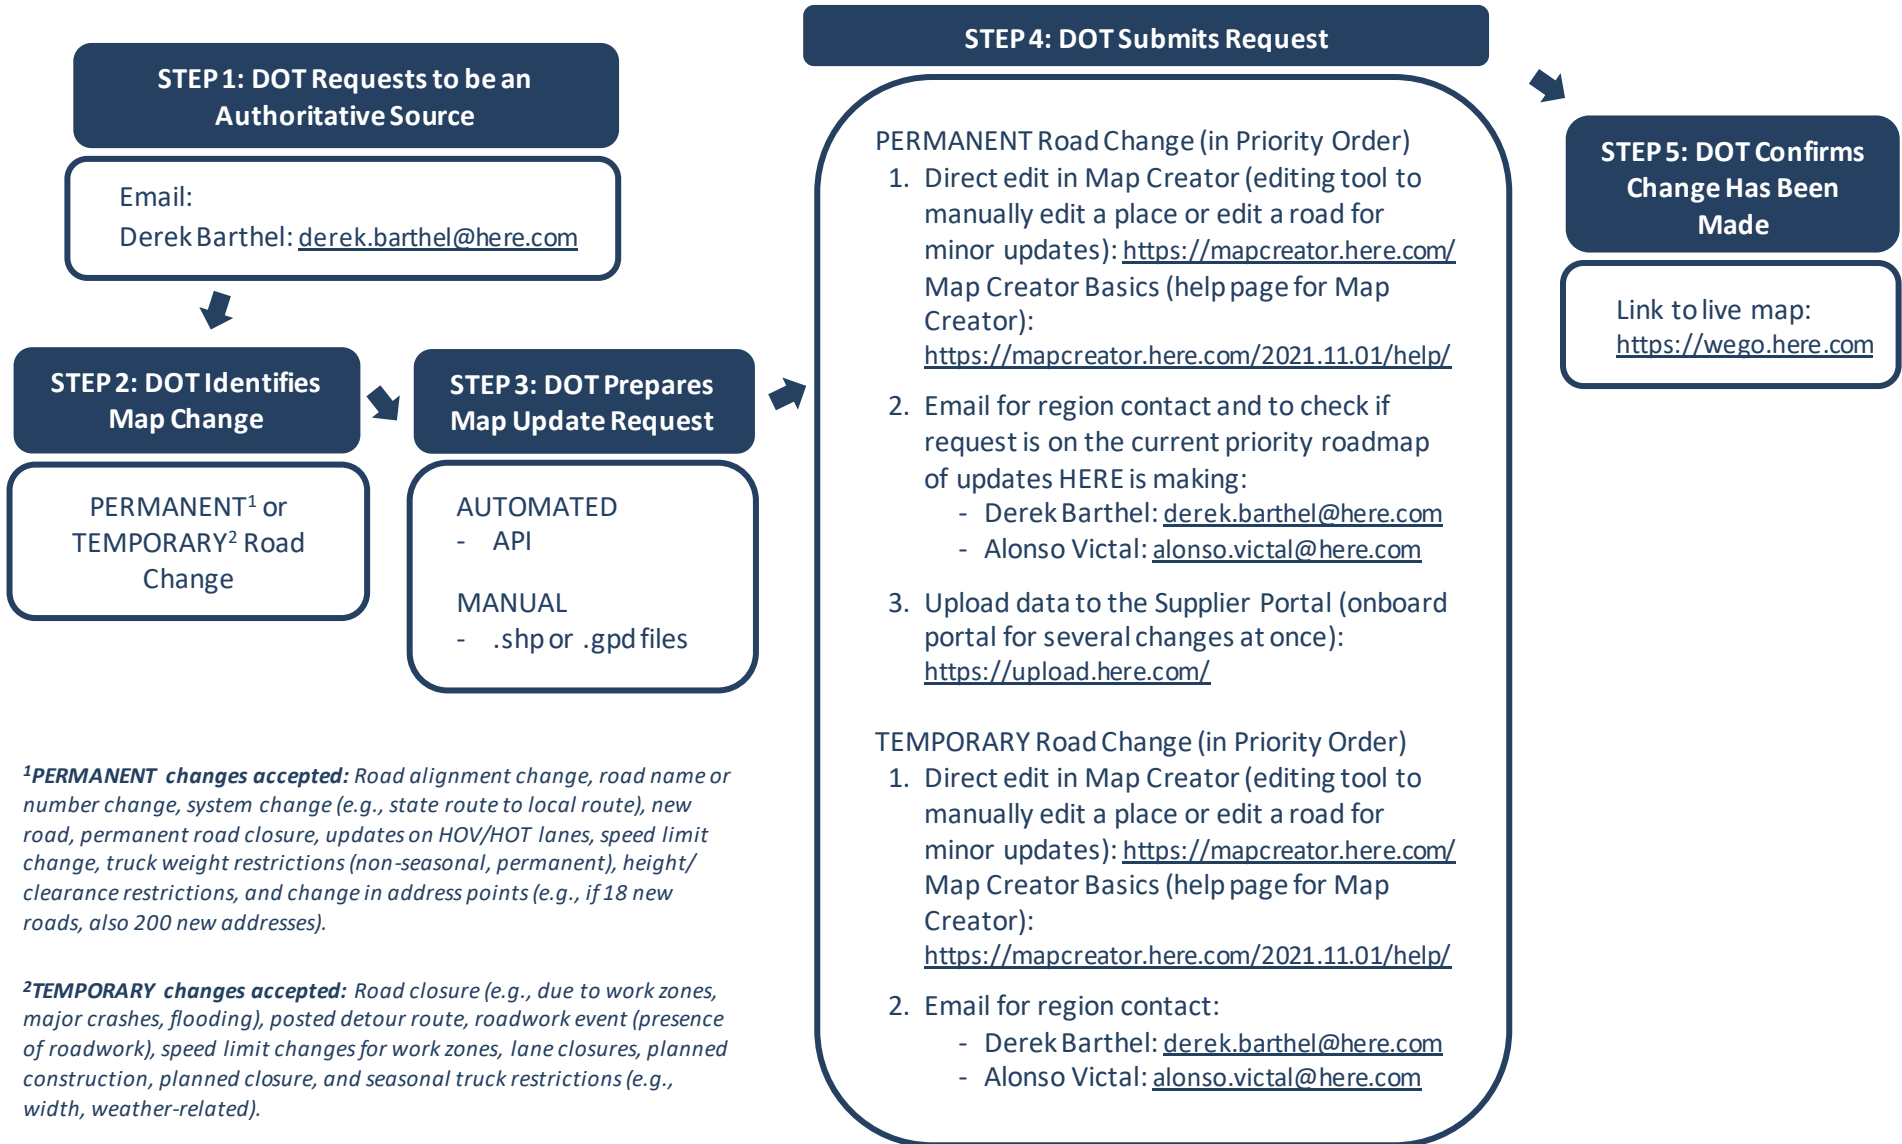 STEP 1: DOT Requests to be an
Authoritative Source
Email:
Derek Barthel: derek.barthel@here.com
STEP 2: DOT Identifies
Map Change
PERMANENT¹ or
TEMPORARY² Road
Change
STEP 3: DOT Prepares
Map Update Request
AUTOMATED
- API
MANUAL
- .shp or .gpd files
STEP 4: DOT Submits Request
PERMANENT Road Change (in Priority Order)
1. Direct edit in Map Creator (editing tool to
manually edit a place or edit a road for
minor updates): https://mapcreator.here.com/
Map Creator Basics (help page for Map
Creator):
https://mapcreator.here.com/2021.11.01/help/
2. Email for region contact and to check if
request is on the current priority roadmap
of updates HERE is making:
- Derek Barthel: derek.barthel@here.com
- Alonso Victal: alonso.victal@here.com
3. Upload data to the Supplier Portal (onboard
portal for several changes at once):
https://upload.here.com/
TEMPORARY Road Change (in Priority Order)
1. Direct edit in Map Creator (editing tool to
manually edit a place or edit a road for
minor updates): https://mapcreator.here.com/
Map Creator Basics (help page for Map
Creator):
https://mapcreator.here.com/2021.11.01/help/
2. Email for region contact:
- Derek Barthel: derek.barthel@here.com
- Alonso Victal: alonso.victal@here.com
STEP 5: DOT Confirms
Change Has Been
Made
Link to live map:
https://wego.here.com
¹PERMANENT changes accepted: Road alignment change, road name or
number change, system change (e.g., state route to local route), new
road, permanent road closure, updates on HOV/HOT lanes, speed limit
change, truck weight restrictions (non-seasonal, permanent), height/
clearance restrictions, and change in address points (e.g., if 18 new
roads, also 200 new addresses).
²TEMPORARY changes accepted: Road closure (e.g., due to work zones,
major crashes, flooding), posted detour route, roadwork event (presence
of roadwork), speed limit changes for work zones, lane closures, planned
construction, planned closure, and seasonal truck restrictions (e.g.,
width, weather-related).